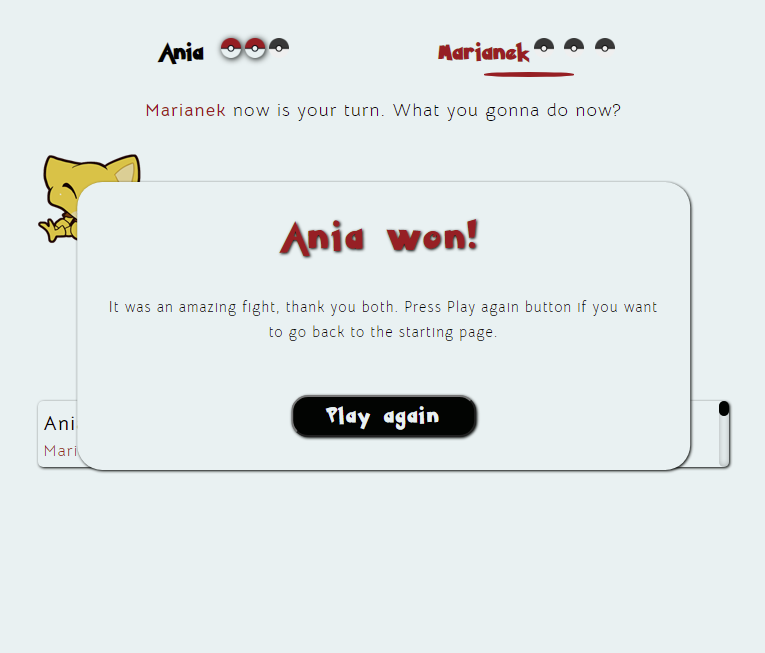 Ania
Marianek
Marianek now is your turn. What you gonna do now?
Ania won!
It was an amazing fight, thank you both. Press Play again button if you want
to go back to the starting page.
Play again
Ani
Mari